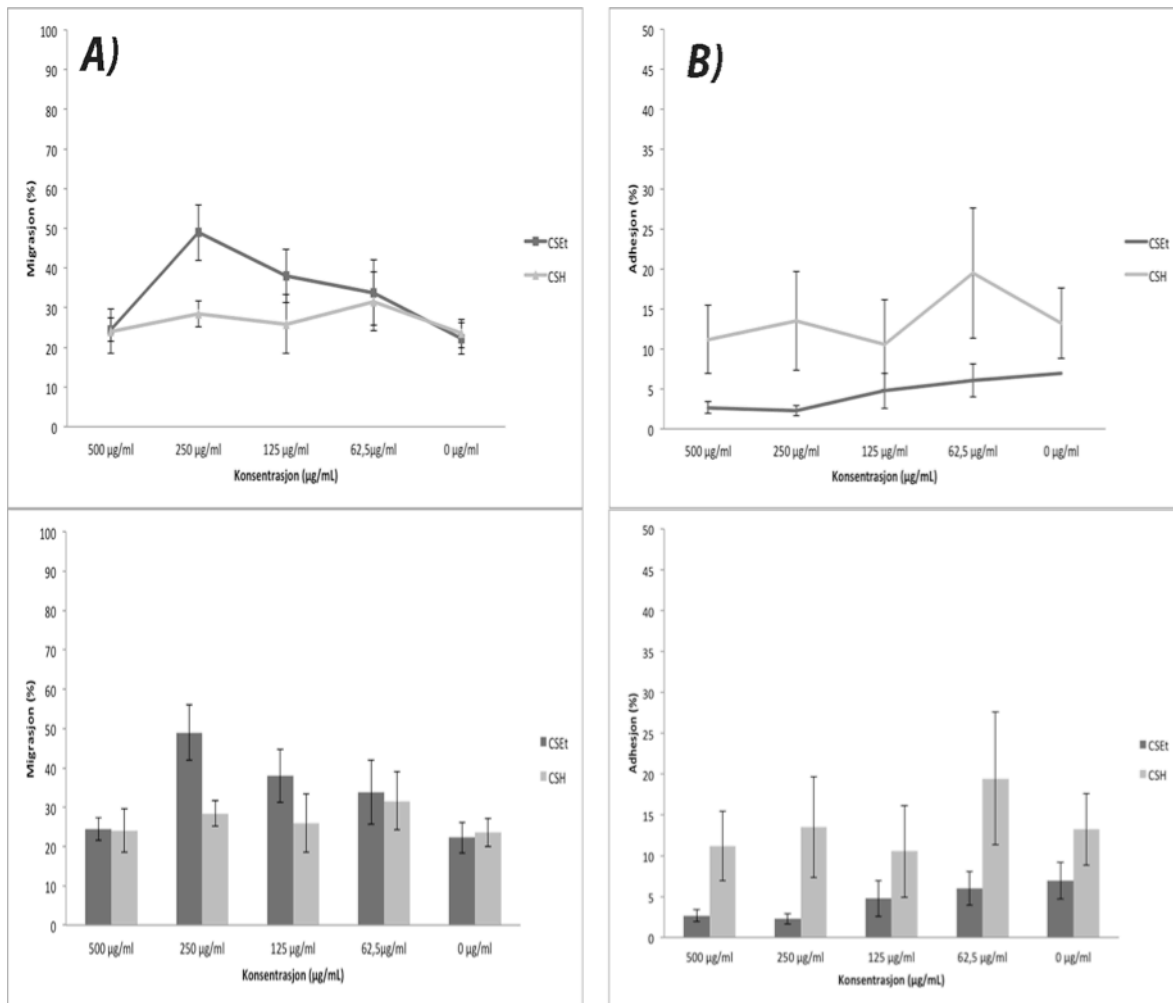 A)
100
90
80
70
60
50
40
30
20
10
0
Migrasjon (%)
500 µg/ml 250 µg/ml 125 µg/ml 62,5µg/ml 0 µg/ml
Konsentrasjon (µg/mL)
CSEt
CSH
B)
50
45
40
35
30
25
20
15
10
5
0
Adhesjon (%)
500 µg/ml 250 µg/ml 125 µg/ml 62,5 µg/ml 0 µg/ml
Konsentrasjon (µg/mL)
CSEt
CSH
100
90
80
70
60
50
40
30
20
10
0
Migrasjon (%)
500 µg/ml 250 µg/ml 125 µg/ml 62,5µg/ml 0 µg/ml
Konsentrasjon (µg/mL)
CSEt
CSH
50
45
40
35
30
25
20
15
10
5
0
Adhesjon (%)
500 µg/ml 250 µg/ml 125 µg/ml 62,5 µg/ml 0 µg/ml
Konsentrasjon (µg/mL)
CSEt
CSH